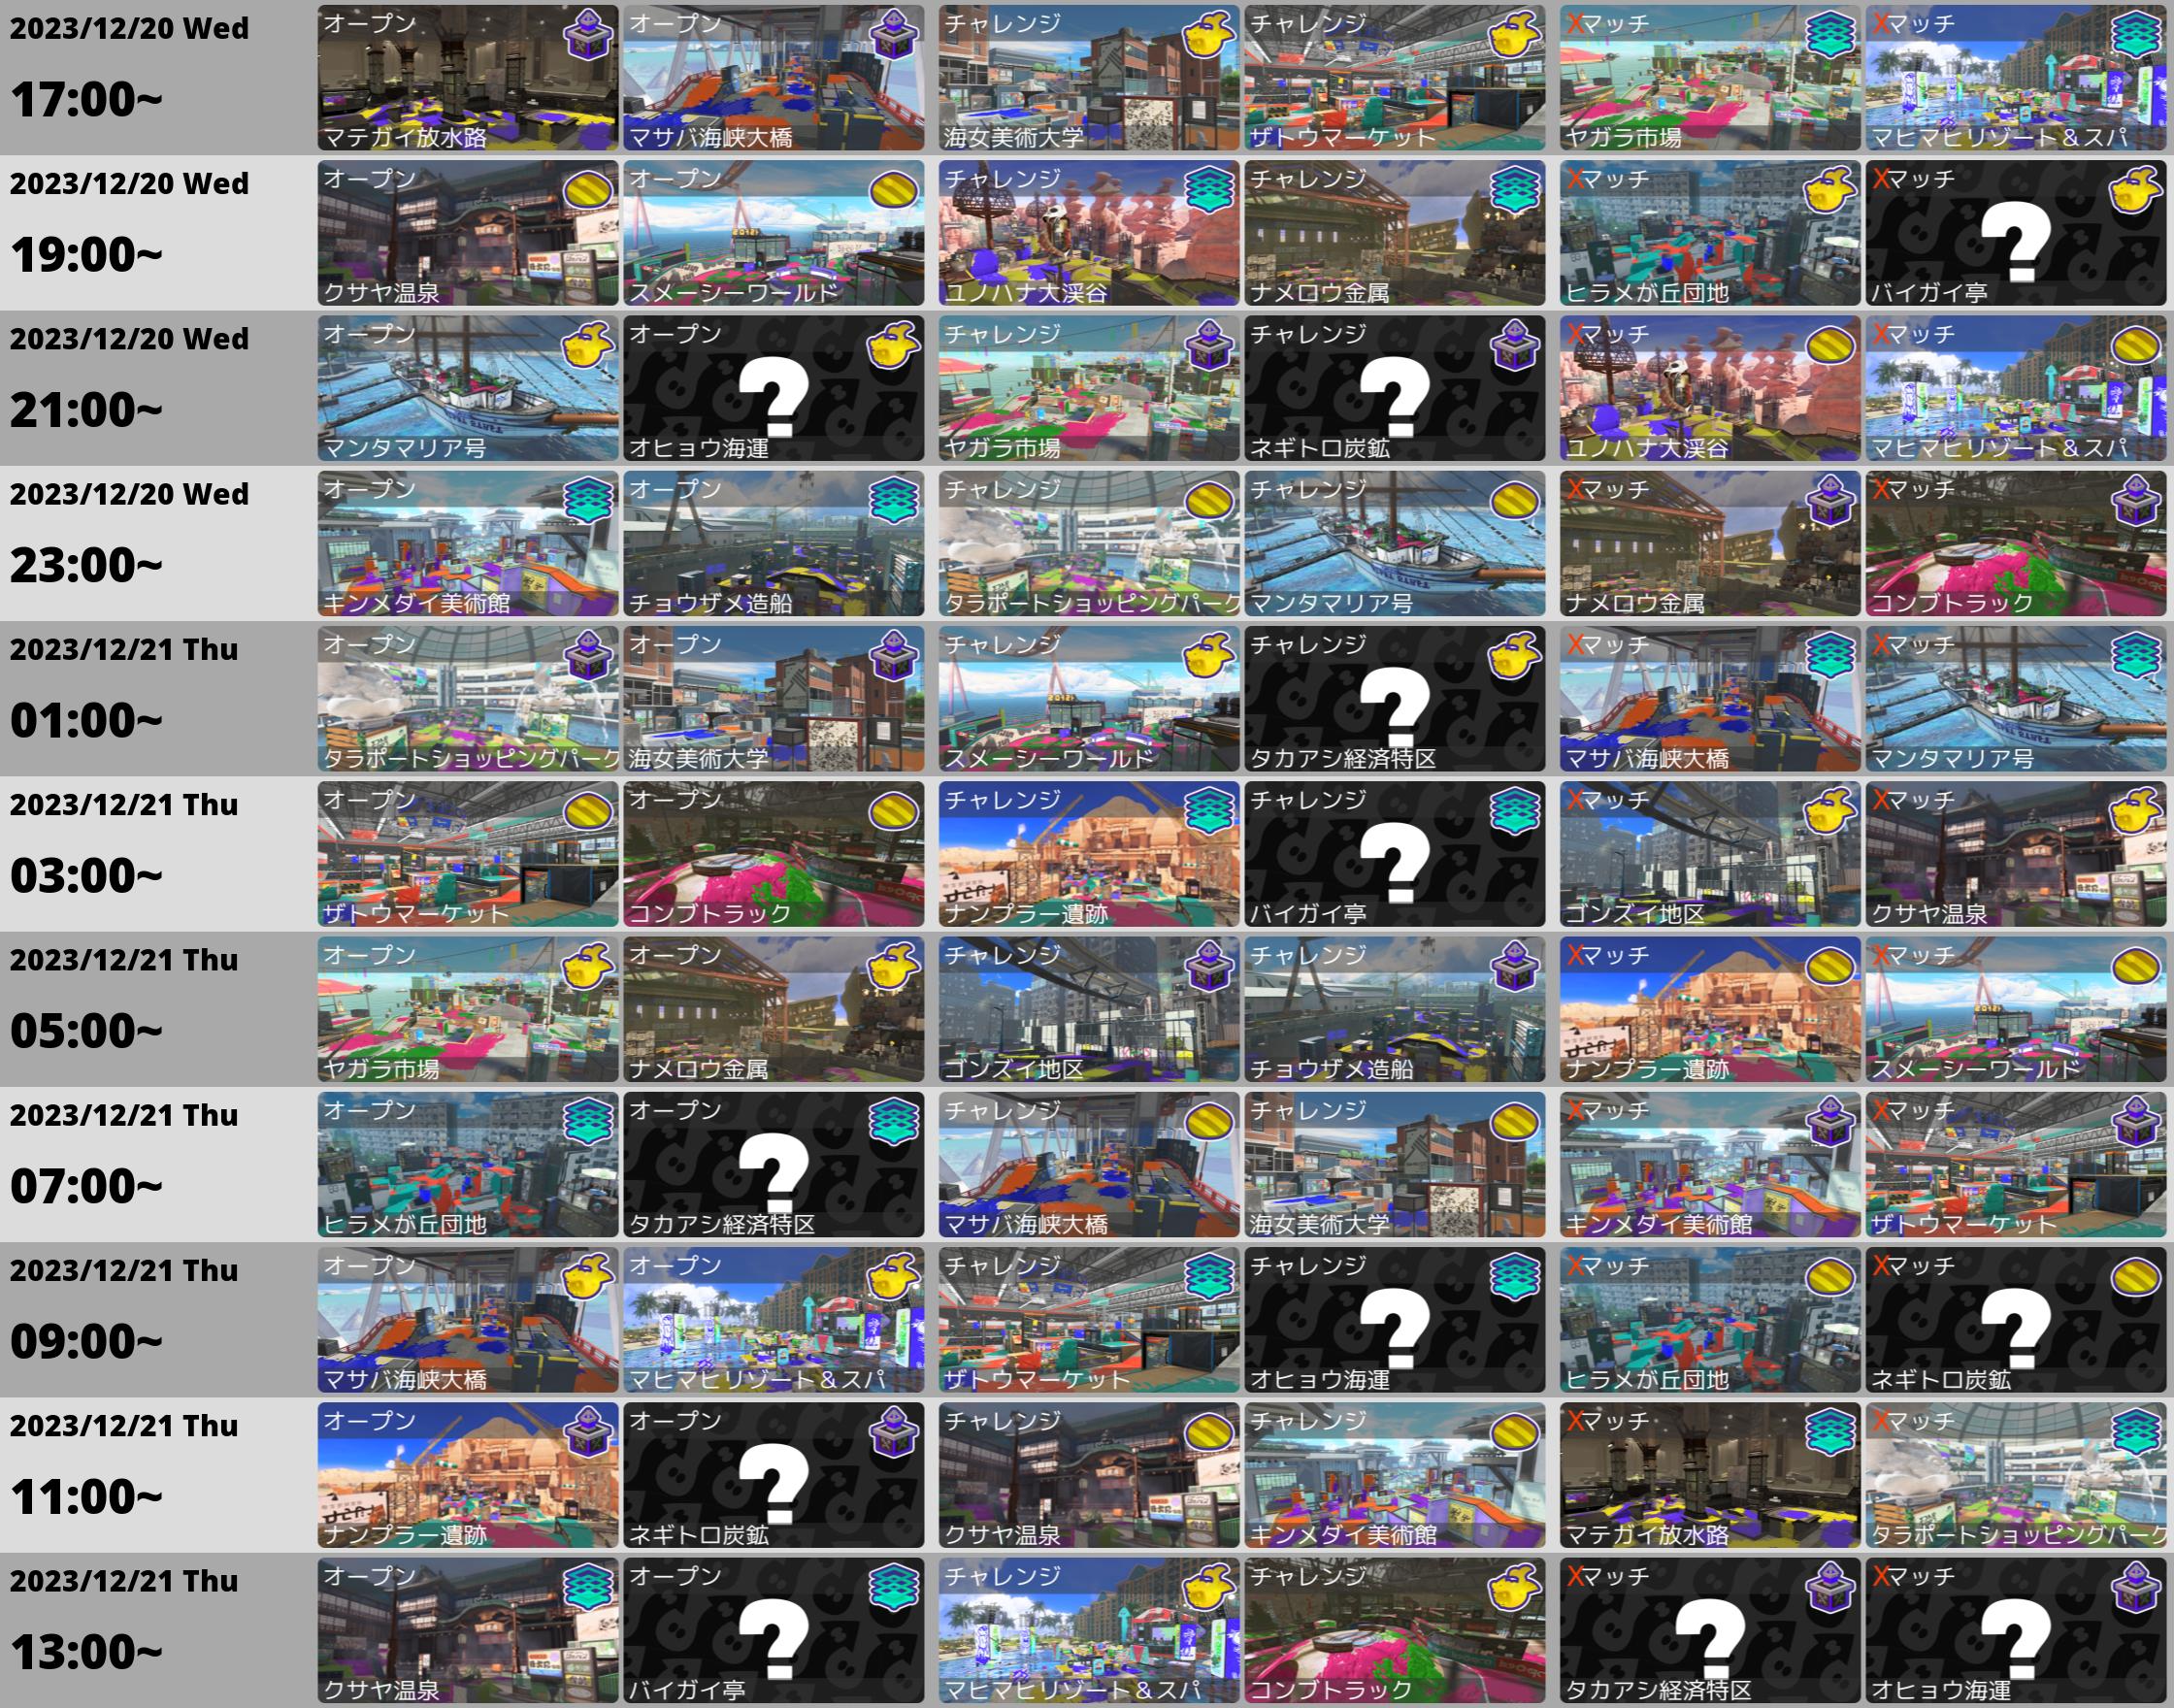 2023/12/20 Wed
17:00~
オープン
マテガイ放水路
オープン
マサバ海峡大橋
チャレンジ
海女美術大学
チャレンジ
ザトウマーケット
Xマッチ
ヤガラ市場
Xマッチ
マヒマヒリゾート＆スパ
2023/12/20 Wed
19:00~
オープン
クサヤ温泉
オープン
スメーシーワールド
チャレンジ
ユノハナ大渓谷
チャレンジ
ナメロウ金属
Xマッチ
ヒラメが丘団地
Xマッチ
?
バイガイ亭
2023/12/20 Wed
21:00~
オープン
マンタマリア号
オープン
?
オヒョウ海運
チャレンジ
ヤガラ市場
チャレンジ
?
ネギトロ炭鉱
Xマッチ
ユノハナ大渓谷
Xマッチ
マヒマヒリゾート＆スパ
2023/12/20 Wed
23:00~
オープン
キンメダイ美術館
オープン
チョウザメ造船
チャレンジ
タラポートショッピングパーク
チャレンジ
マンタマリア号
Xマッチ
ナメロウ金属
Xマッチ
コンブトラック
2023/12/21 Thu
01:00~
オープン
タラポートショッピングパーク
オープン
海女美術大学
チャレンジ
スメーシーワールド
チャレンジ
?
タカアシ経済特区
Xマッチ
マサバ海峡大橋
Xマッチ
マンタマリア号
2023/12/21 Thu
03:00~
オープン
ザトウマーケット
オープン
コンブトラック
チャレンジ
ナンプラー遺跡
チャレンジ
?
バイガイ亭
Xマッチ
ゴンズイ地区
Xマッチ
クサヤ温泉
2023/12/21 Thu
05:00~
オープン
ヤガラ市場
オープン
ナメロウ金属
チャレンジ
ゴンズイ地区
チャレンジ
チョウザメ造船
Xマッチ
ナンプラー遺跡
Xマッチ
スメーシーワールド
2023/12/21 Thu
07:00~
オープン
ヒラメが丘団地
オープン
?
タカアシ経済特区
チャレンジ
マサバ海峡大橋
チャレンジ
海女美術大学
Xマッチ
キンメダイ美術館
Xマッチ
ザトウマーケット
2023/12/21 Thu
09:00~
オープン
マサバ海峡大橋
オープン
マヒマヒリゾート＆スパ
チャレンジ
ザトウマーケット
チャレンジ
?
オヒョウ海運
Xマッチ
ヒラメが丘団地
Xマッチ
?
ネギトロ炭鉱
2023/12/21 Thu
11:00~
オープン
ナンプラー遺跡
オープン
?
ネギトロ炭鉱
チャレンジ
クサヤ温泉
チャレンジ
キンメダイ美術館
Xマッチ
マテガイ放水路
Xマッチ
タラポートショッピングパーク
2023/12/21 Thu
13:00~
オープン
クサヤ温泉
オープン
?
バイガイ亭
チャレンジ
マヒマヒリゾート＆スパ
チャレンジ
コンブトラック
Xマッチ
?
タカアシ経済特区
Xマッチ
?
オヒョウ海運